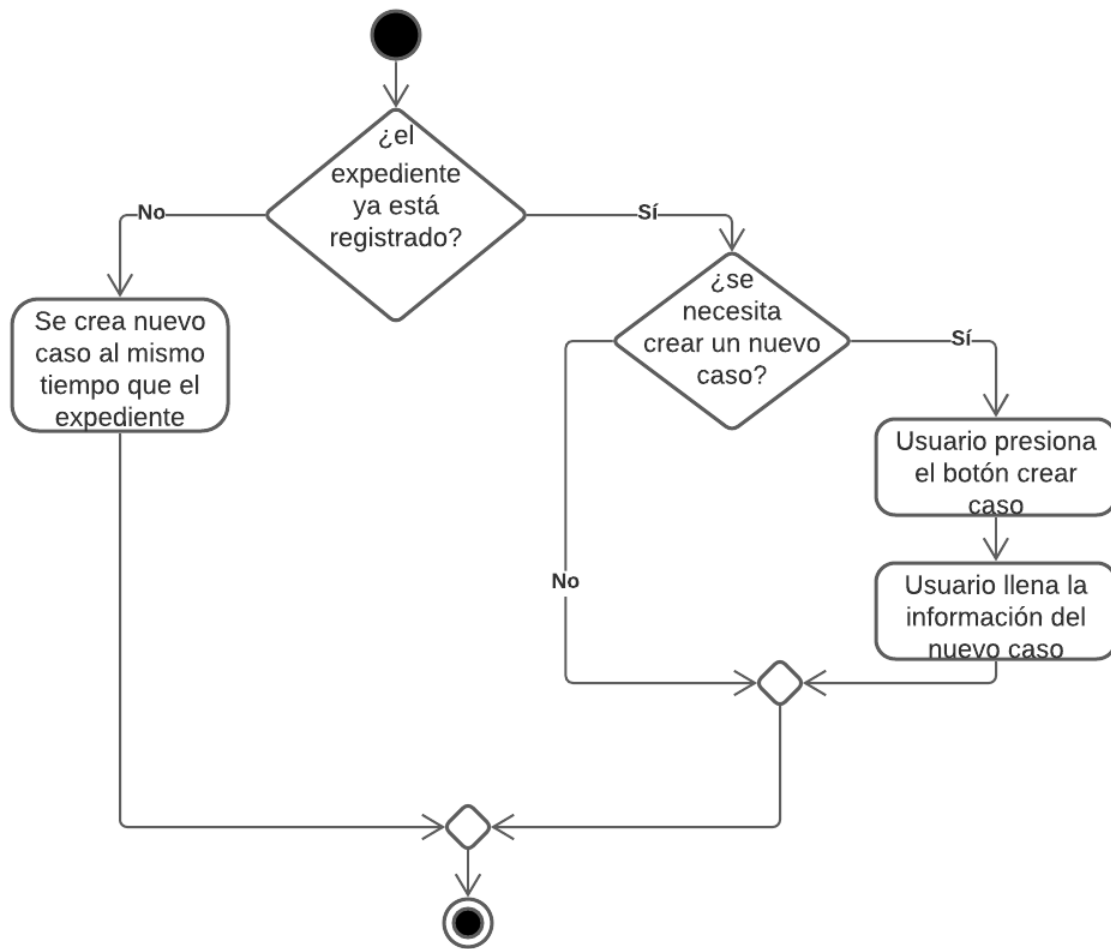 ¿el
expediente
ya está
registrado?
No
Sí
Se crea nuevo
caso al mismo
tiempo que el
expediente
¿se
necesita
crear un nuevo
caso?
Sí
Usuario presiona
el botón crear
caso
No
Usuario llena la
información del
nuevo caso